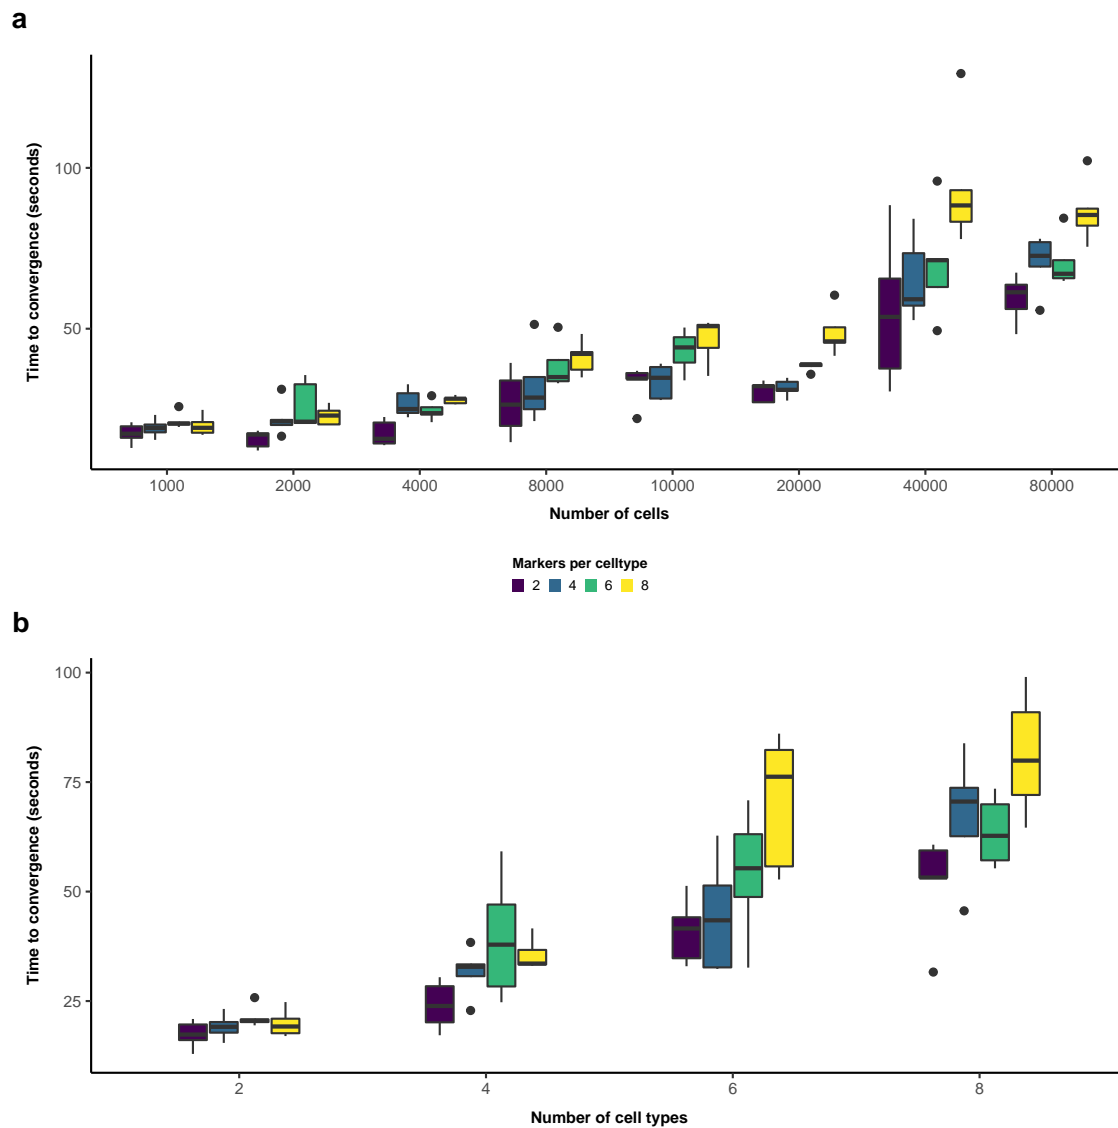 a
Time to convergence (seconds)
100
50
1000 2000 4000 8000 10000 20000 40000 80000
Number of cells
Markers per celltype
2 4 6 8
b
Time to convergence (seconds)
100
75
50
25
2 4 6 8
Number of cell types